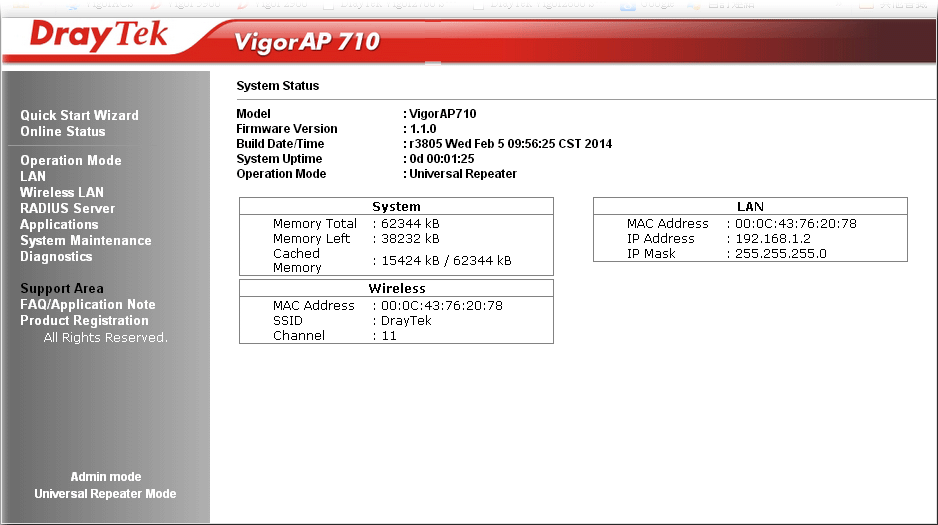 DrayTek
VigorAP 710
Quick Start Wizard
Online Status
Operation Mode
LAN
Wireless LAN
RADIUS Server
Applications
System Maintenance
Diagnostics
Support Area
FAQ/Application Note
Product Registration
All Rights Reserved.
Admin mode
Universal Repeater Mode
System Status
Model : VigorAP710
Firmware Version : 1.1.0
Build Date/Time : r3805 Wed Feb 5 09:56:25 CST 2014
System Uptime : 0d 00:01:25
Operation Mode : Universal Repeater
System
Memory Total : 62344 kB
Memory Left : 38232 kB
Cached
Memory : 15424 kB / 62344 kB
Wireless
MAC Address : 00:0C:43:76:20:78
SSID : DrayTek
Channel : 11
LAN
MAC Address : 00:0C:43:76:20:78
IP Address : 192.168.1.2
IP Mask : 255.255.255.0